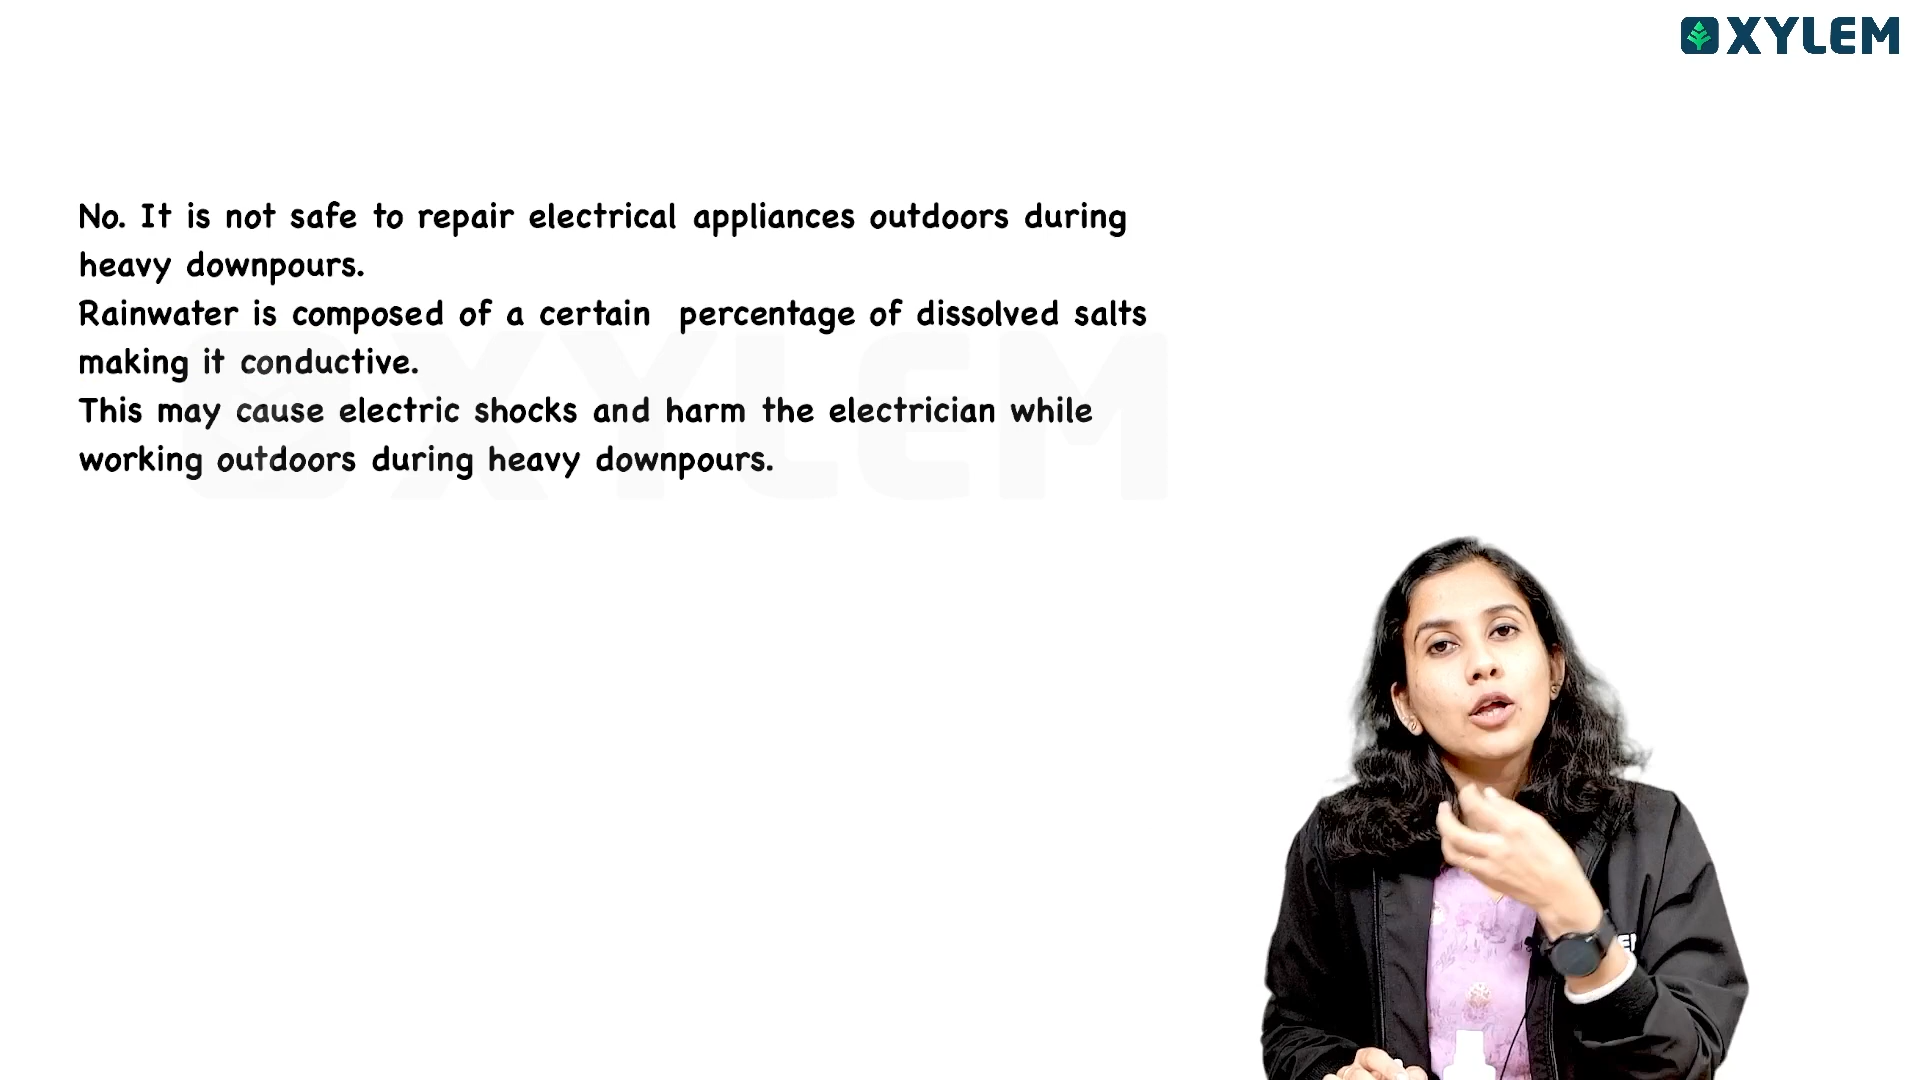 XYLEM
No. It is not safe to repair electrical appliances outdoors during
heavy downpours.
Rainwater is composed of a certain percentage of dissolved salts
making it conductive.
This may cause electric shocks and harm the electrician while
working outdoors during heavy downpours.
XYLEM